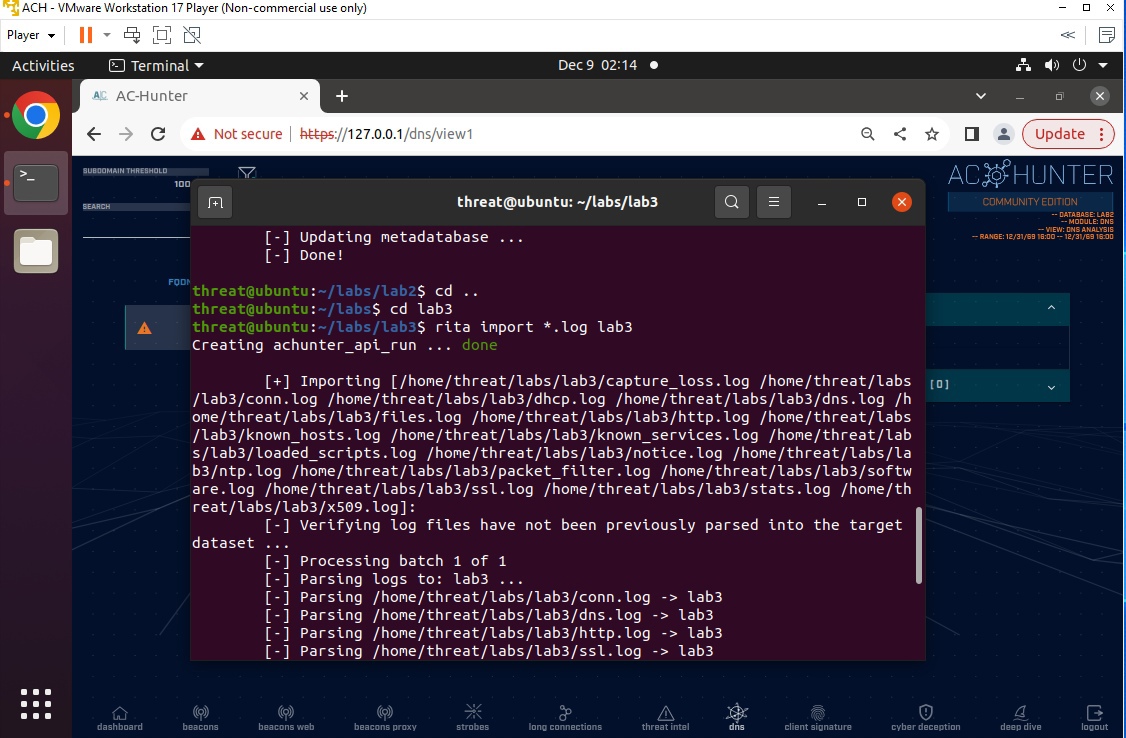 ACH - VMware Workstation 17 Player (Non-commercial use only)
Player
Activities
Terminal
Dec 9 02:14
AC-Hunter
Not secure
https://127.0.0.1/dns/view1
Update
SUBDOMAIN THRESHOLD
100
SEARCH
AC HUNTER
COMMUNITY EDITION
-- DATABASE: LAB2
-- MODULE: DNS
-- VIEW: DNS ANALYSIS
-- RANGE: 12/31/69 16:00 -- 12/31/69 16:00
FQDN
[0]
threat@ubuntu: ~/labs/lab3
[-] Updating metadatabase ...
[-] Done!
threat@ubuntu:~/labs/lab2$ cd ..
threat@ubuntu:~/labs$ cd lab3
threat@ubuntu:~/labs/lab3$ rita import *.log lab3
Creating achunter_api_run ... done
[+] Importing [/home/threat/labs/lab3/capture_loss.log /home/threat/labs
/lab3/conn.log /home/threat/labs/lab3/dhcp.log /home/threat/labs/lab3/dns.log /h
ome/threat/labs/lab3/files.log /home/threat/labs/lab3/http.log /home/threat/labs
/lab3/known_hosts.log /home/threat/labs/lab3/known_services.log /home/threat/lab
s/lab3/loaded_scripts.log /home/threat/labs/lab3/notice.log /home/threat/labs/la
b3/ntp.log /home/threat/labs/lab3/packet_filter.log /home/threat/labs/lab3/softw
are.log /home/threat/labs/lab3/ssl.log /home/threat/labs/lab3/stats.log /home/th
reat/labs/lab3/x509.log]:
[-] Verifying log files have not been previously parsed into the target
dataset ...
[-] Processing batch 1 of 1
[-] Parsing logs to: lab3 ...
[-] Parsing /home/threat/labs/lab3/conn.log -> lab3
[-] Parsing /home/threat/labs/lab3/dns.log -> lab3
[-] Parsing /home/threat/labs/lab3/http.log -> lab3
[-] Parsing /home/threat/labs/lab3/ssl.log -> lab3
dashboard
beacons
beacons web
beacons proxy
strobes
long connections
threat intel
dns
client signature
cyber deception
deep dive
logout